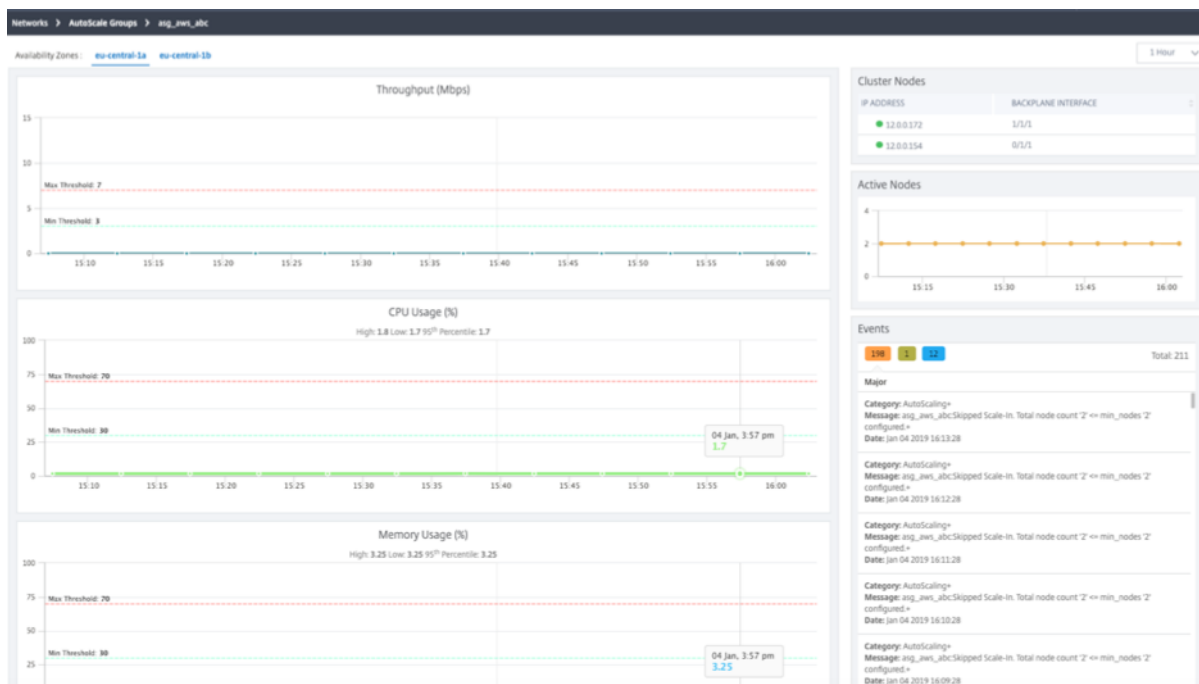 Networks > AutoScale Groups > asg_aws_abc
Availability Zones : eu-central-1a eu-central-1b
1 Hour
Throughput (Mbps)
15
10
Max Threshold: 7
5
Min Threshold: 3
0
15:10 15:15 15:20 15:25 15:30 15:35 15:40 15:45 15:50 15:55 16:00
CPU Usage (%)
High: 1.8 Low: 1.7 95th Percentile: 1.7
100
75
Max Threshold: 70
50
Min Threshold: 30
04 Jan, 3:57 pm
1.7
25
0
15:10 15:15 15:20 15:25 15:30 15:35 15:40 15:45 15:50 15:55 16:00
Memory Usage (%)
High: 3.25 Low: 3.25 95th Percentile: 3.25
100
75
Max Threshold: 70
50
Min Threshold: 30
04 Jan, 3:57 pm
3.25
25
Cluster Nodes
IP ADDRESS BACKPLANE INTERFACE
12.0.0.172 1/1/1
12.0.0.154 0/1/1
Active Nodes
4
2
0
15:15 15:30 15:45 16:00
Events
198 1 12 Total: 211
Major
Category: AutoScaling+
Message: asg_aws_abc:Skipped Scale-In. Total node count '2' <= min_nodes '2'
configured.+
Date: Jan 04 2019 16:13:28
Category: AutoScaling+
Message: asg_aws_abc:Skipped Scale-In. Total node count '2' <= min_nodes '2'
configured.+
Date: Jan 04 2019 16:12:28
Category: AutoScaling+
Message: asg_aws_abc:Skipped Scale-In. Total node count '2' <= min_nodes '2'
configured.+
Date: Jan 04 2019 16:11:28
Category: AutoScaling+
Message: asg_aws_abc:Skipped Scale-In. Total node count '2' <= min_nodes '2'
configured.+
Date: Jan 04 2019 16:10:28
Category: AutoScaling+
Message: asg_aws_abc:Skipped Scale-In. Total node count '2' <= min_nodes '2'
configured.+
Date: Jan 04 2019 16:09:28